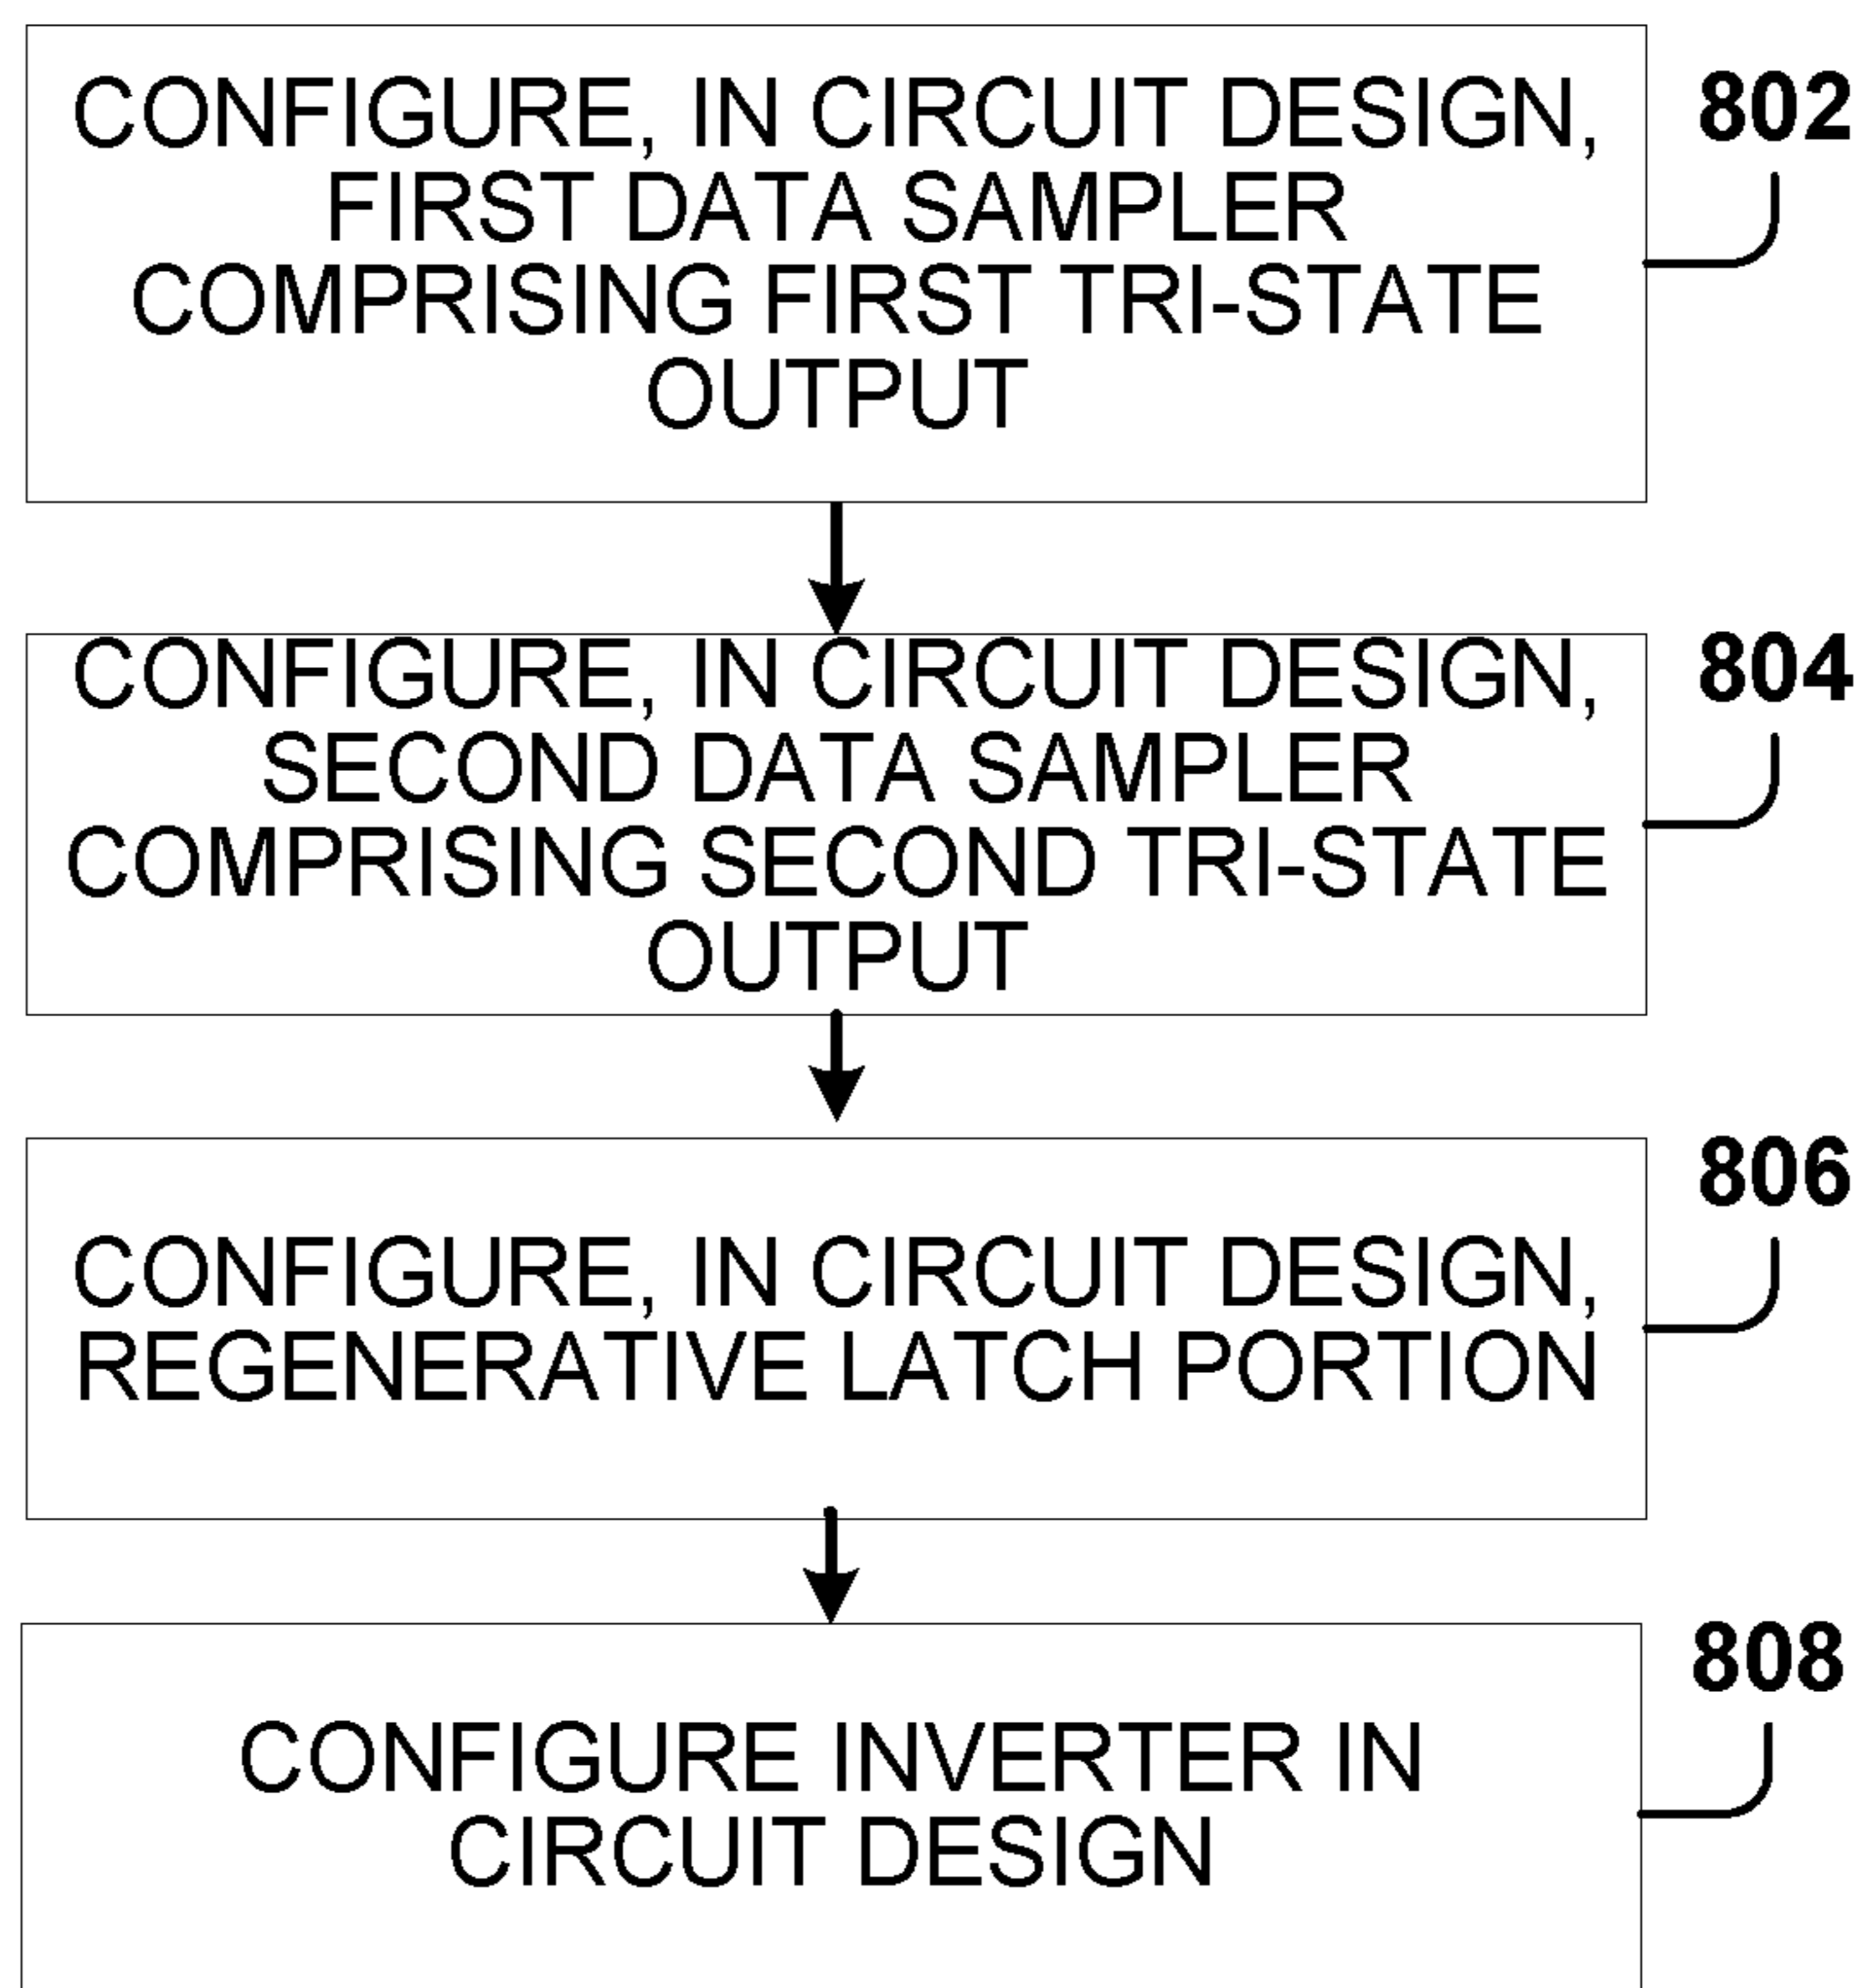 CONFIGURE, IN CIRCUIT DESIGN,
FIRST DATA SAMPLER
COMPRISING FIRST TRI-STATE
OUTPUT
802
CONFIGURE, IN CIRCUIT DESIGN,
SECOND DATA SAMPLER
COMPRISING SECOND TRI-STATE
OUTPUT
804
CONFIGURE, IN CIRCUIT DESIGN,
REGENERATIVE LATCH PORTION
806
CONFIGURE INVERTER IN
CIRCUIT DESIGN
808